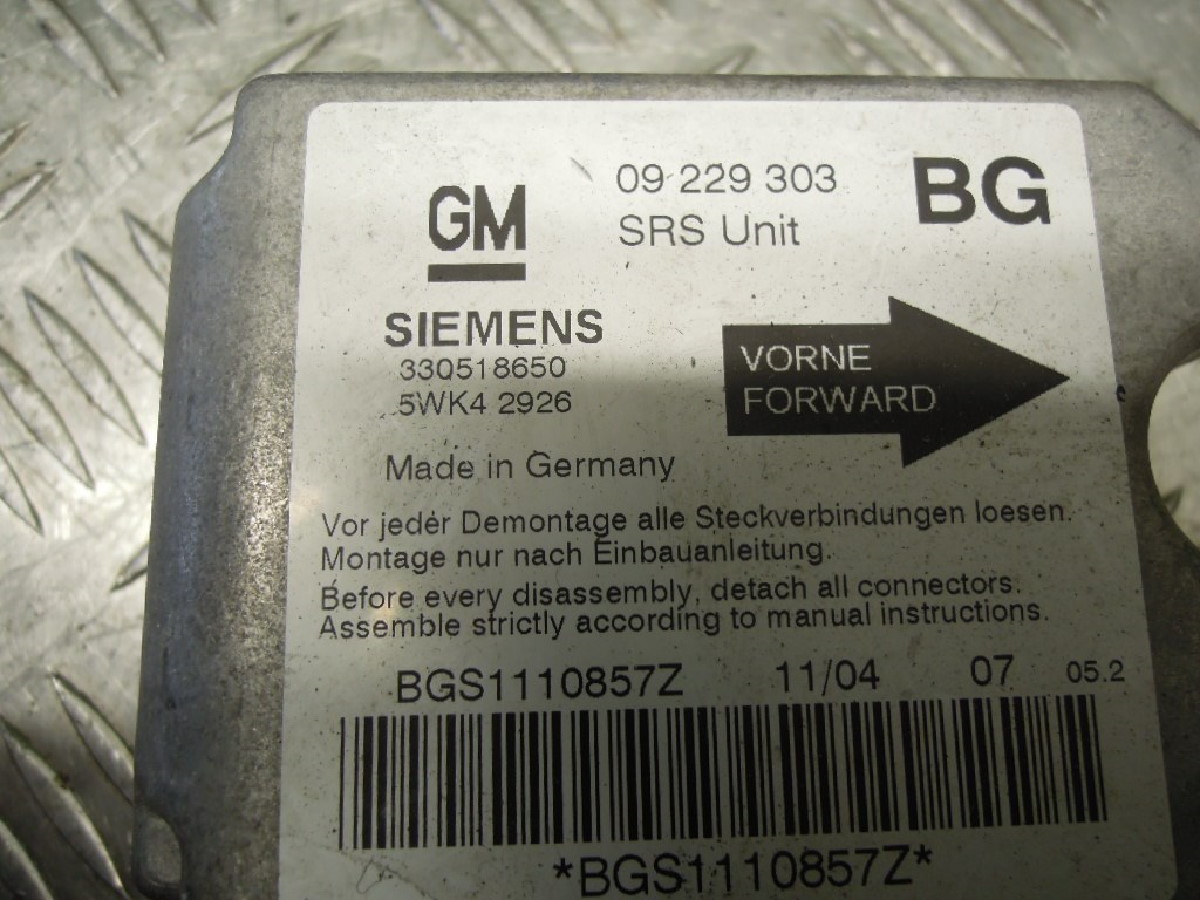 GM
09 229 303
SRS Unit
BG
SIEMENS
330518650
5WK4 2926
VORNE
FORWARD
Made in Germany
Vor jeder Demontage alle Steckverbindungen loesen.
Montage nur nach Einbauanleitung.
Before every disassembly, detach all connectors.
Assemble strictly according to manual instructions.
BGS1110857Z 11/04 07 05.2
*BGS1110857Z*